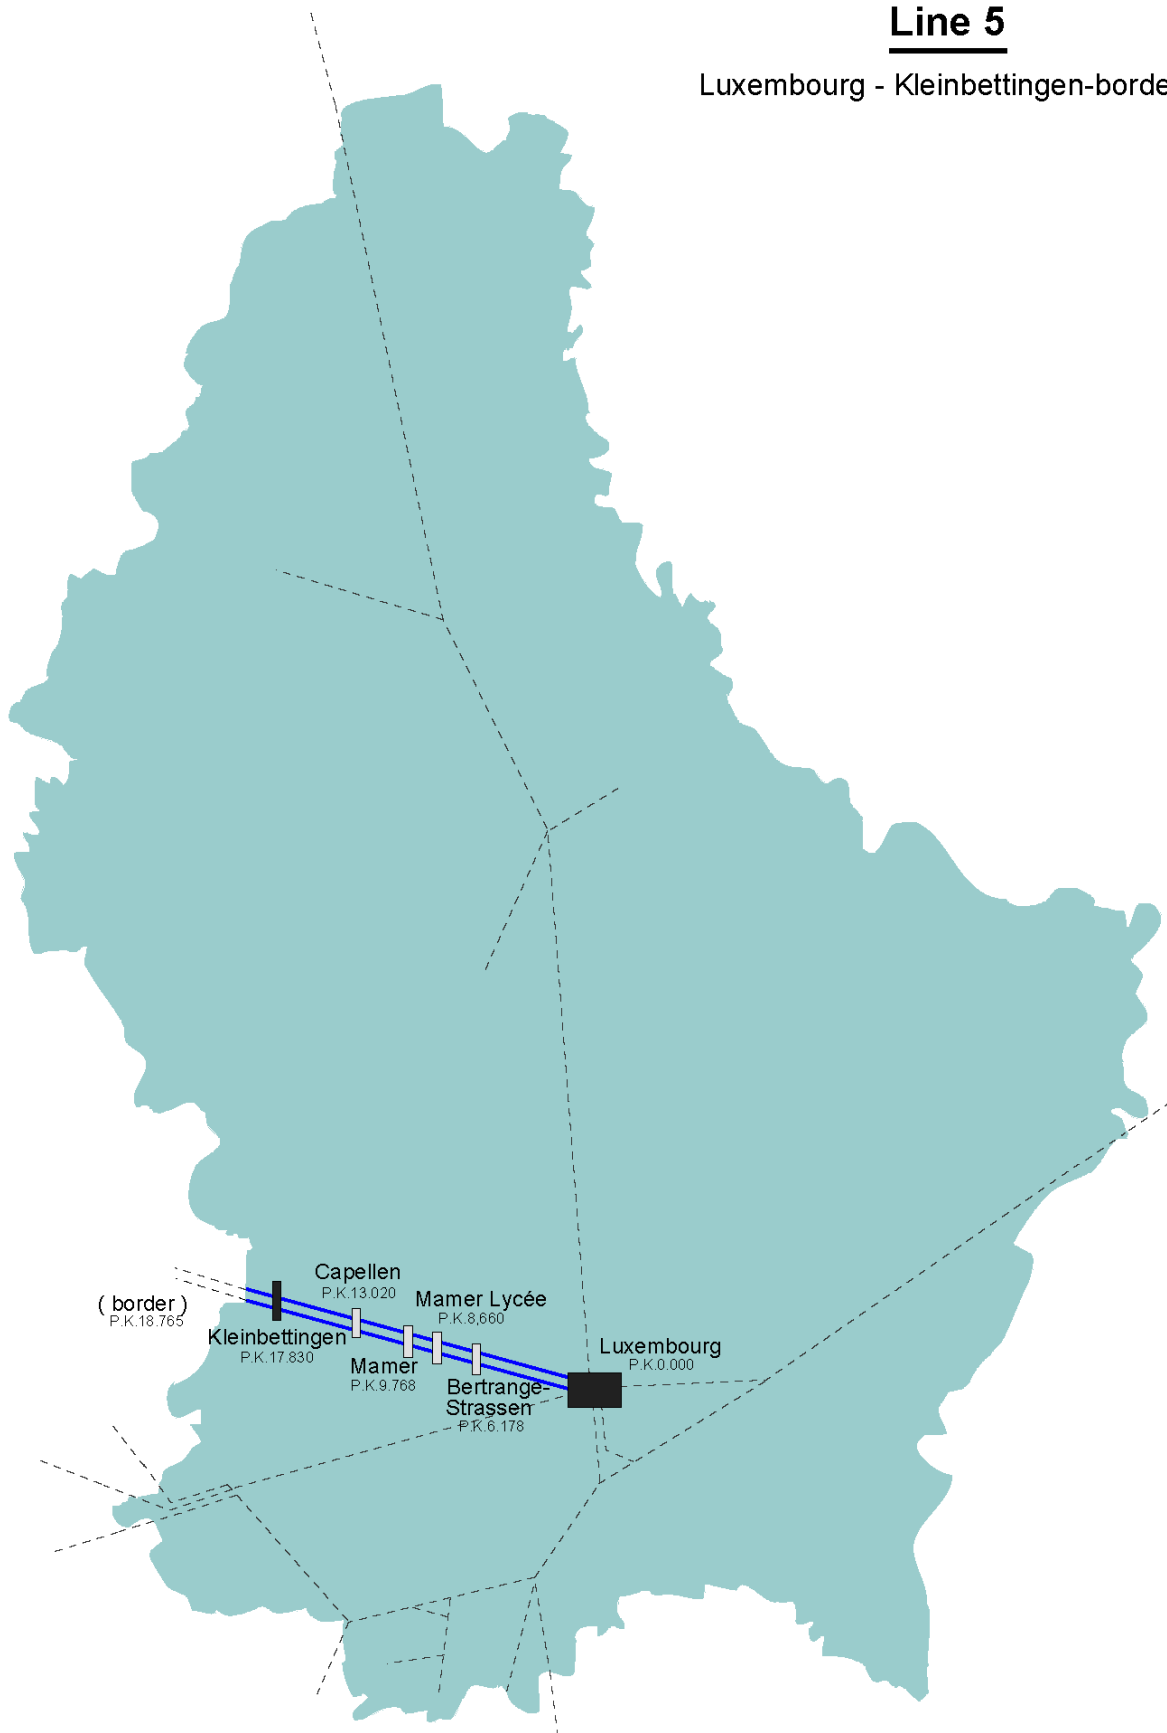 Line 5
Luxembourg - Kleinbettingen-borde
Capellen
P.K.13.020
Mamer Lycée
P.K.8,660
( border )
P.K.18.765
Kleinbettingen
P.K.17.830
Luxembourg
P.K.0.000
Mamer
P.K.9.768
Bertrange-
Strassen
P.K.6.178